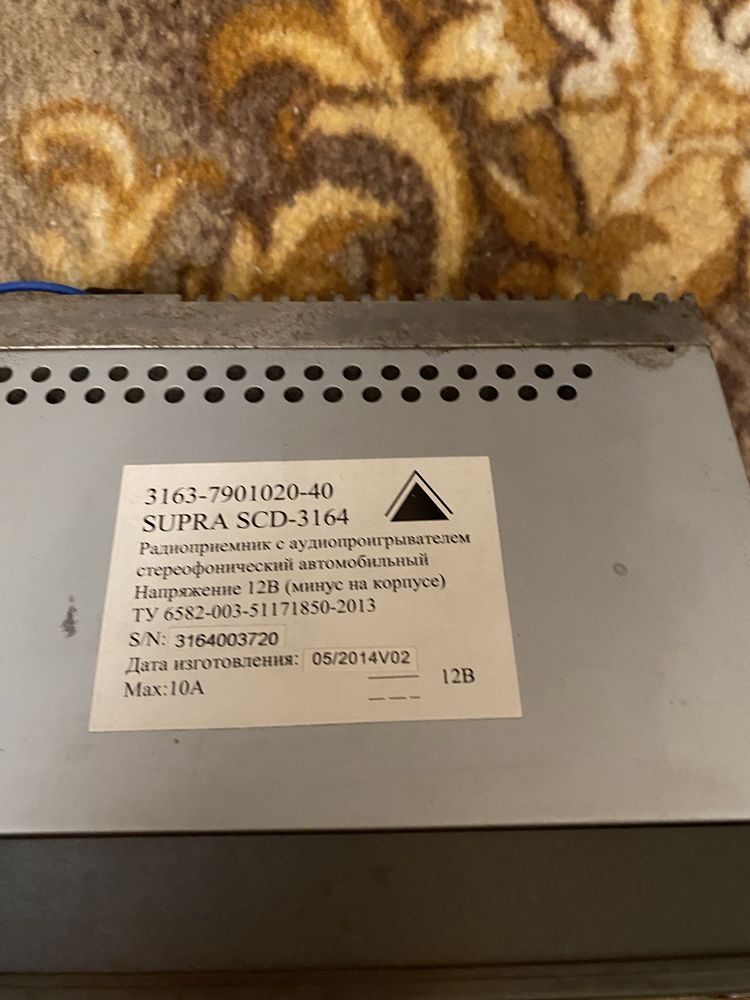 3163-7901020-40
SUPRA SCD-3164
Радиоприемник с аудиопроигрывателем
стереофонический автомобильный
Напряжение 12В (минус на корпусе)
ТУ 6582-003-51171850-2013
S/N: 3164003720
Дата изготовления: 05/2014V02
Max:10A
12В